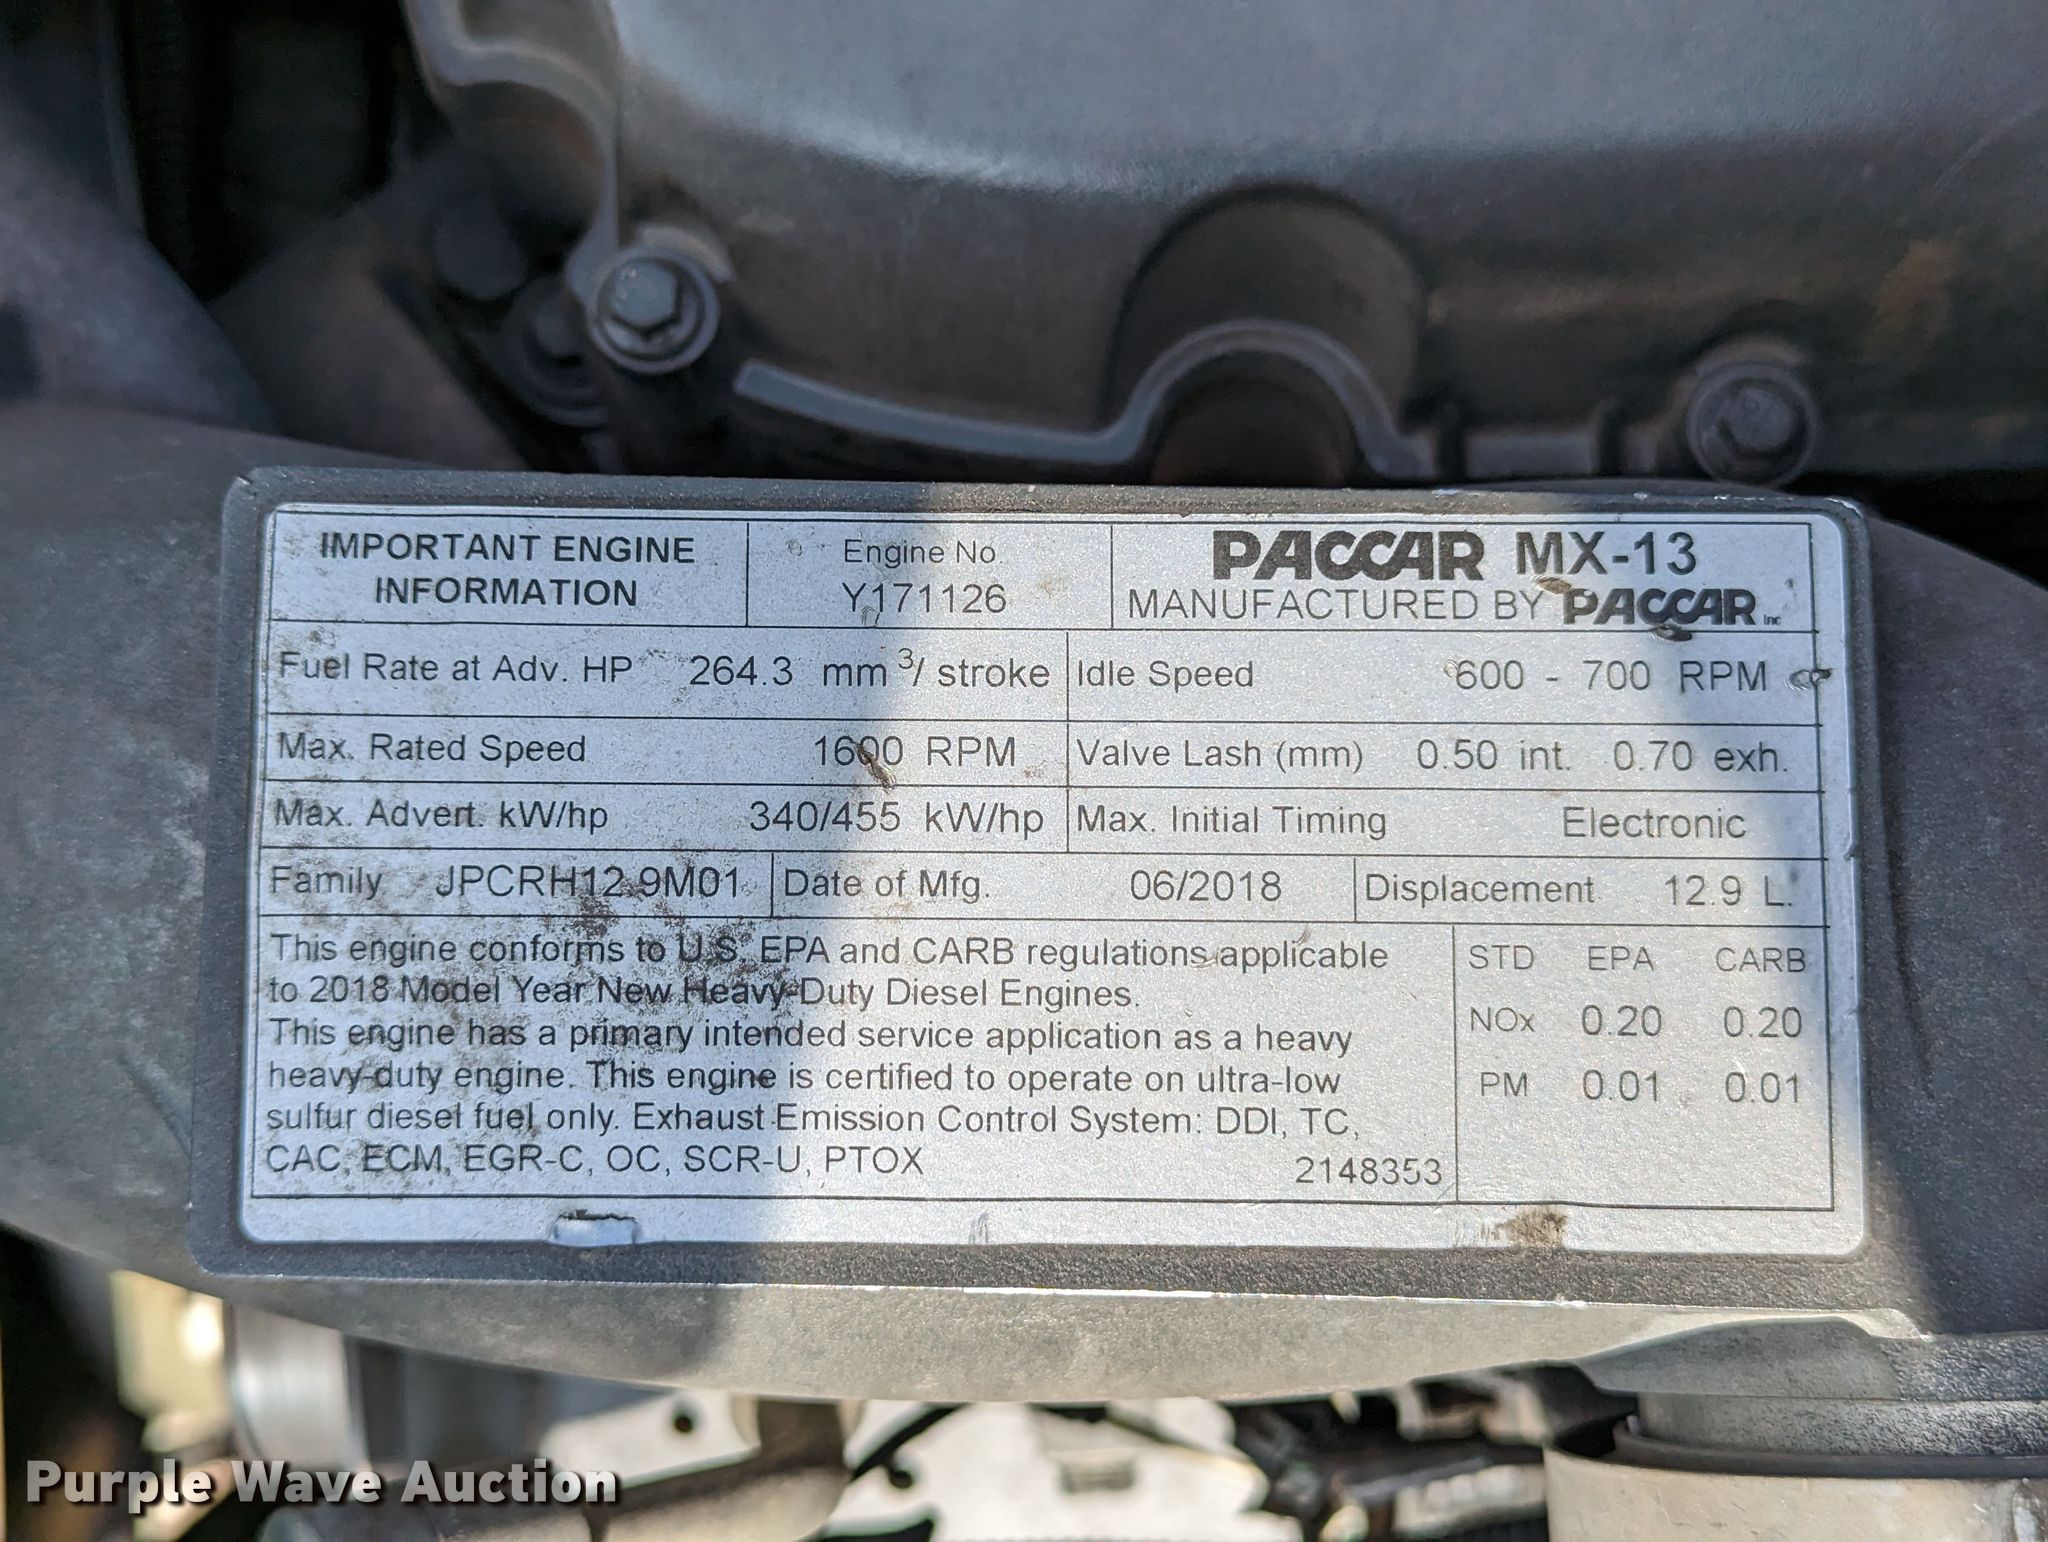 IMPORTANT ENGINE
INFORMATION
Engine No.
Y171126
PACCAR MX-13
MANUFACTURED BY PACCAR Inc
Fuel Rate at Adv. HP 264.3 mm³/ stroke
Idle Speed 600 - 700 RPM
Max. Rated Speed 1600 RPM
Valve Lash (mm) 0.50 int. 0.70 exh.
Max. Advert. kW/hp 340/455 kW/hp
Max. Initial Timing Electronic
Family JPCRH12.9M01
Date of Mfg. 06/2018
Displacement 12.9 L.
This engine conforms to U.S. EPA and CARB regulations applicable
to 2018 Model Year New Heavy-Duty Diesel Engines.
This engine has a primary intended service application as a heavy
heavy-duty engine. This engine is certified to operate on ultra-low
sulfur diesel fuel only. Exhaust Emission Control System: DDI, TC,
CAC, ECM, EGR-C, OC, SCR-U, PTOX 2148353
STD EPA CARB
NOx 0.20 0.20
PM 0.01 0.01
Purple Wave Auction